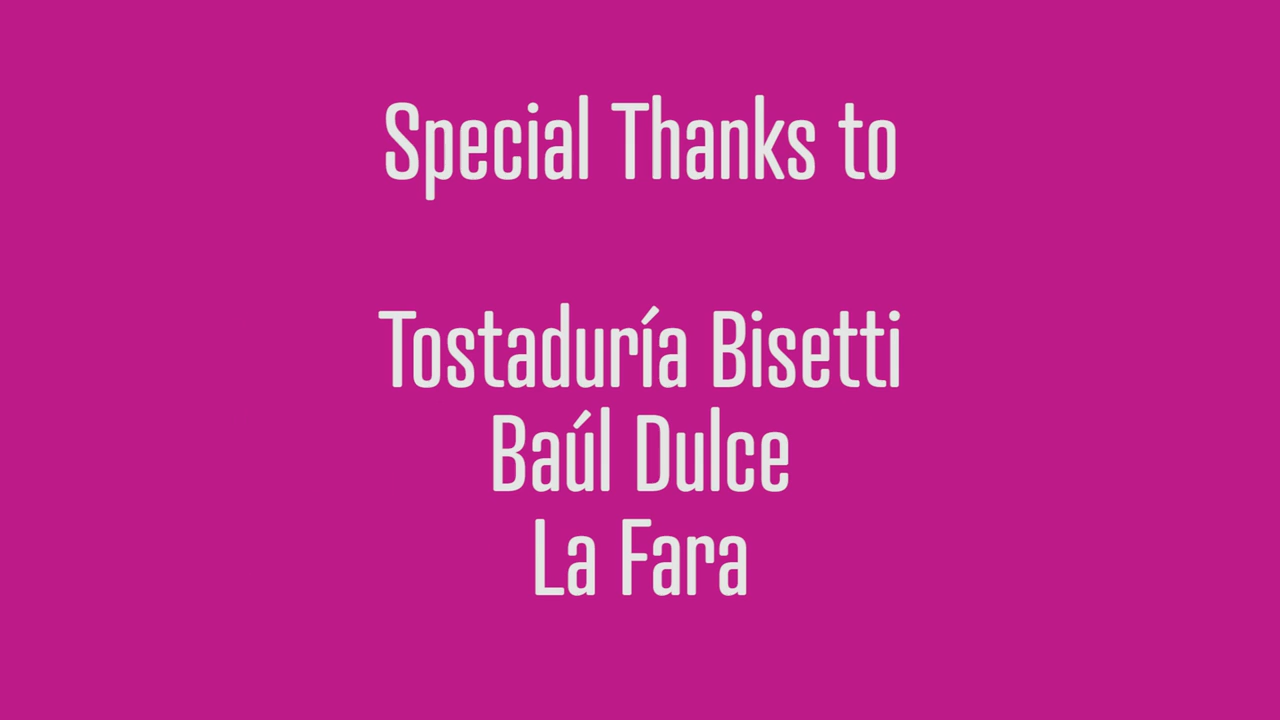 Special Thanks to
Tostaduría Bisetti
Baúl Dulce
La Fara